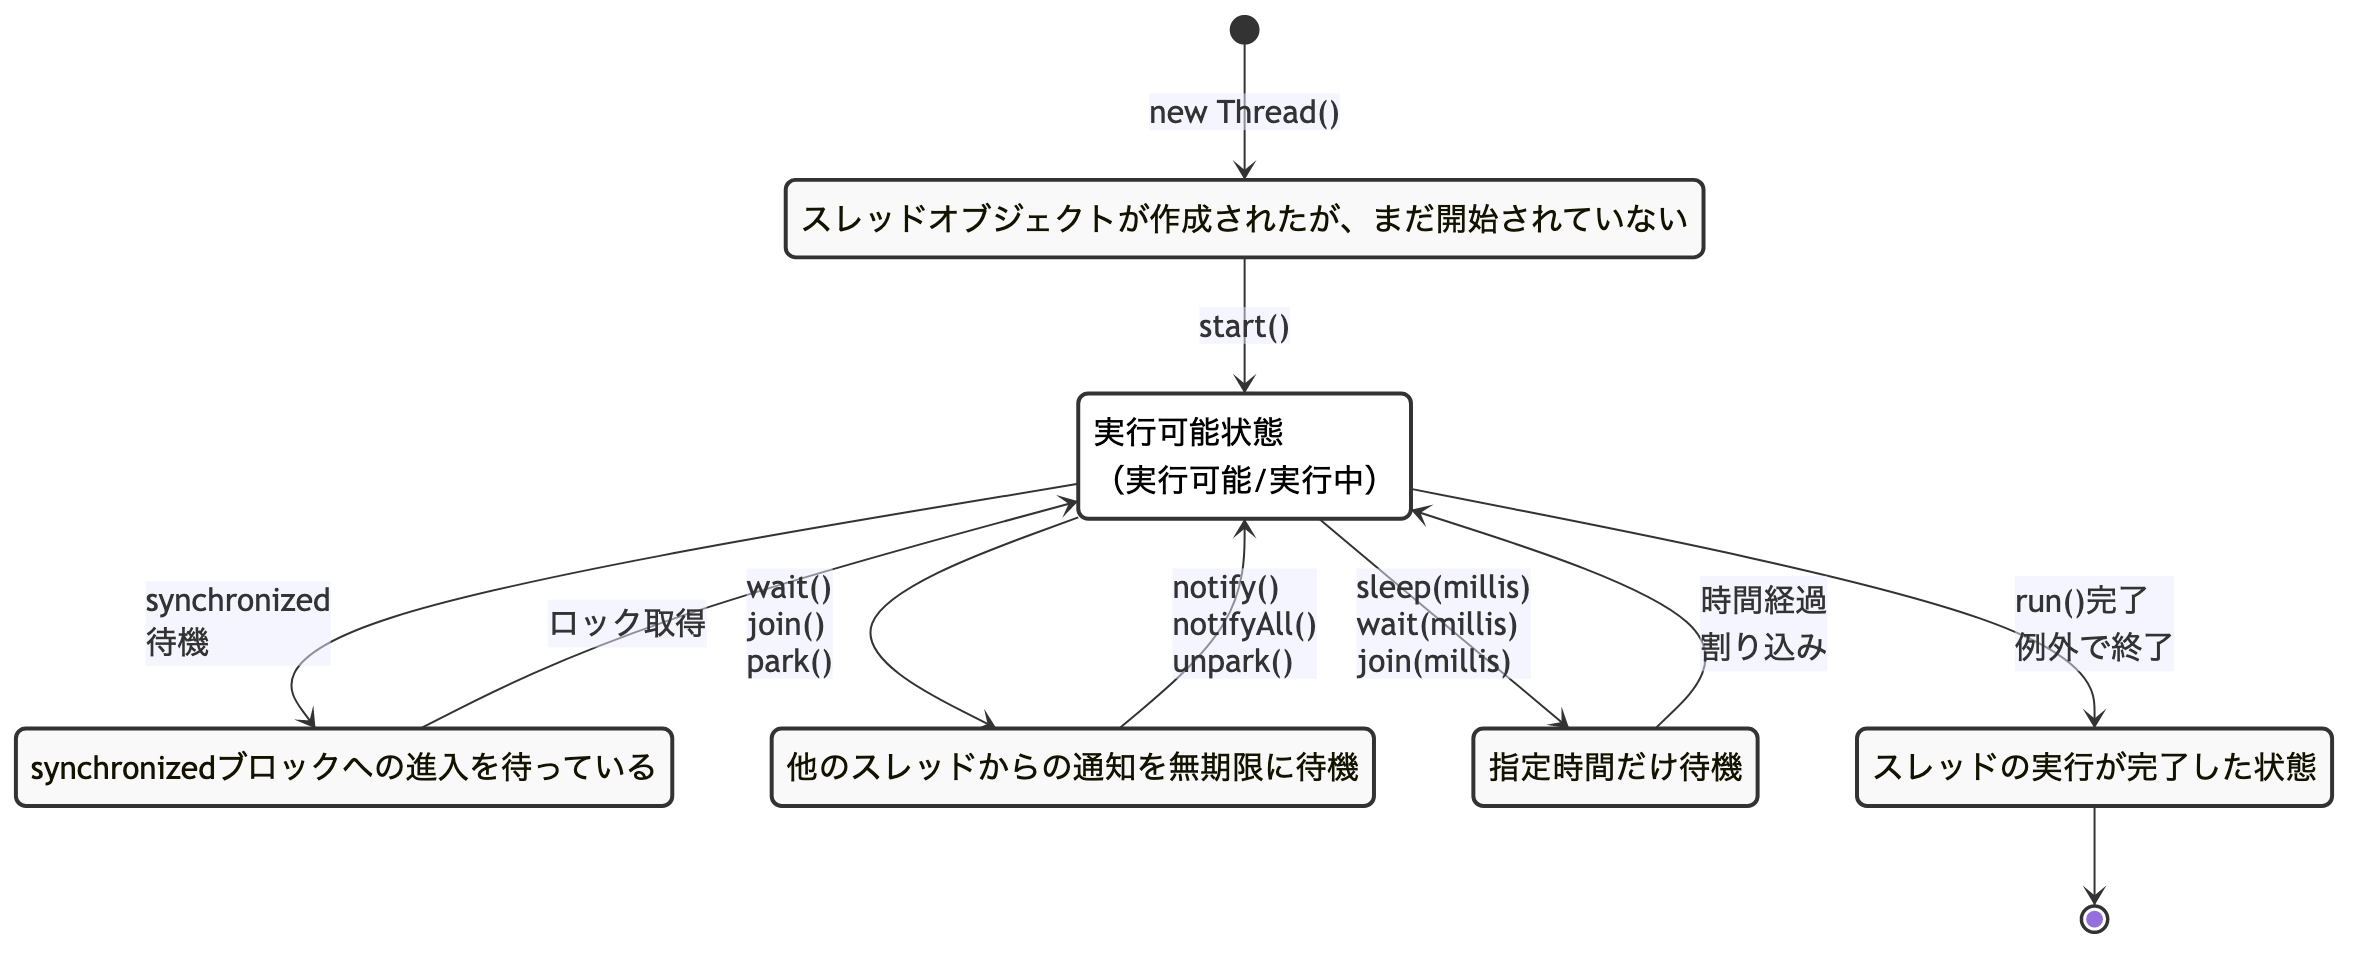 new Thread()
スレッドオブジェクトが作成されたが、まだ開始されていない
start()
実行可能状態
（実行可能/実行中）
synchronized
待機
ロック取得
wait()
join()
park()
notify()
notifyAll()
unpark()
sleep(millis)
wait(millis)
join(millis)
時間経過
割り込み
run()完了
例外で終了
synchronizedブロックへの進入を待っている
他のスレッドからの通知を無期限に待機
指定時間だけ待機
スレッドの実行が完了した状態